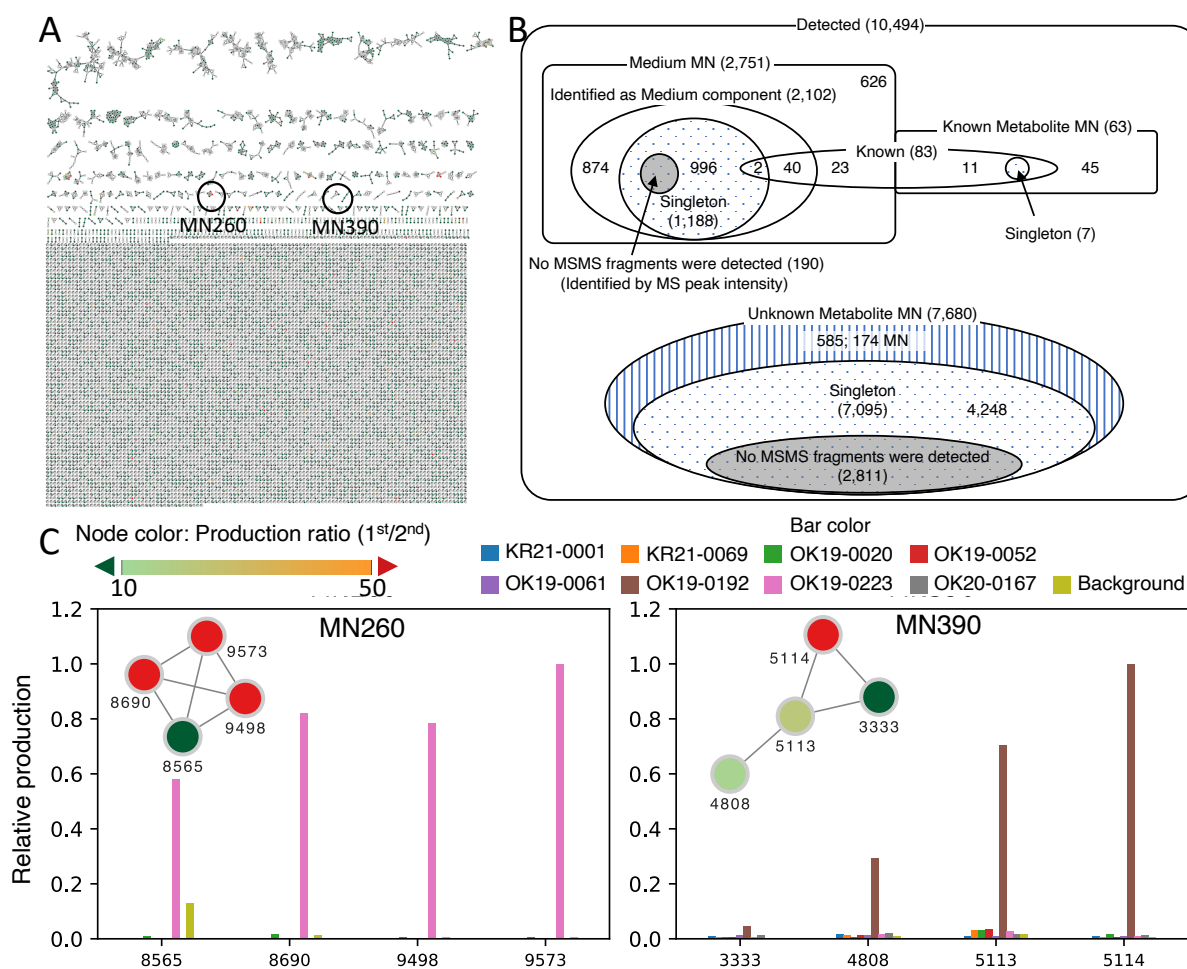 A
MN260
MN390
B
Detected (10,494)
Medium MN (2,751)
626
Identified as Medium component (2,102)
Known Metabolite MN (63)
Known (83)
874
996
2
40
23
11
45
Singleton
(1,188)
Singleton (7)
No MSMS fragments were detected (190)
(Identified by MS peak intensity)
Unknown Metabolite MN (7,680)
585; 174 MN
Singleton
(7,095)
4,248
No MSMS fragments were detected
(2,811)
C
Node color: Production ratio (1st/2nd)
10
50
Bar color
KR21-0001
KR21-0069
OK19-0020
OK19-0052
OK19-0061
OK19-0192
OK19-0223
OK20-0167
Background
Relative production
1.2
1.0
0.8
0.6
0.4
0.2
0.0
MN260
9573
8690
9498
8565
8565
8690
9498
9573
1.2
1.0
0.8
0.6
0.4
0.2
0.0
MN390
5114
3333
5113
4808
3333
4808
5113
5114